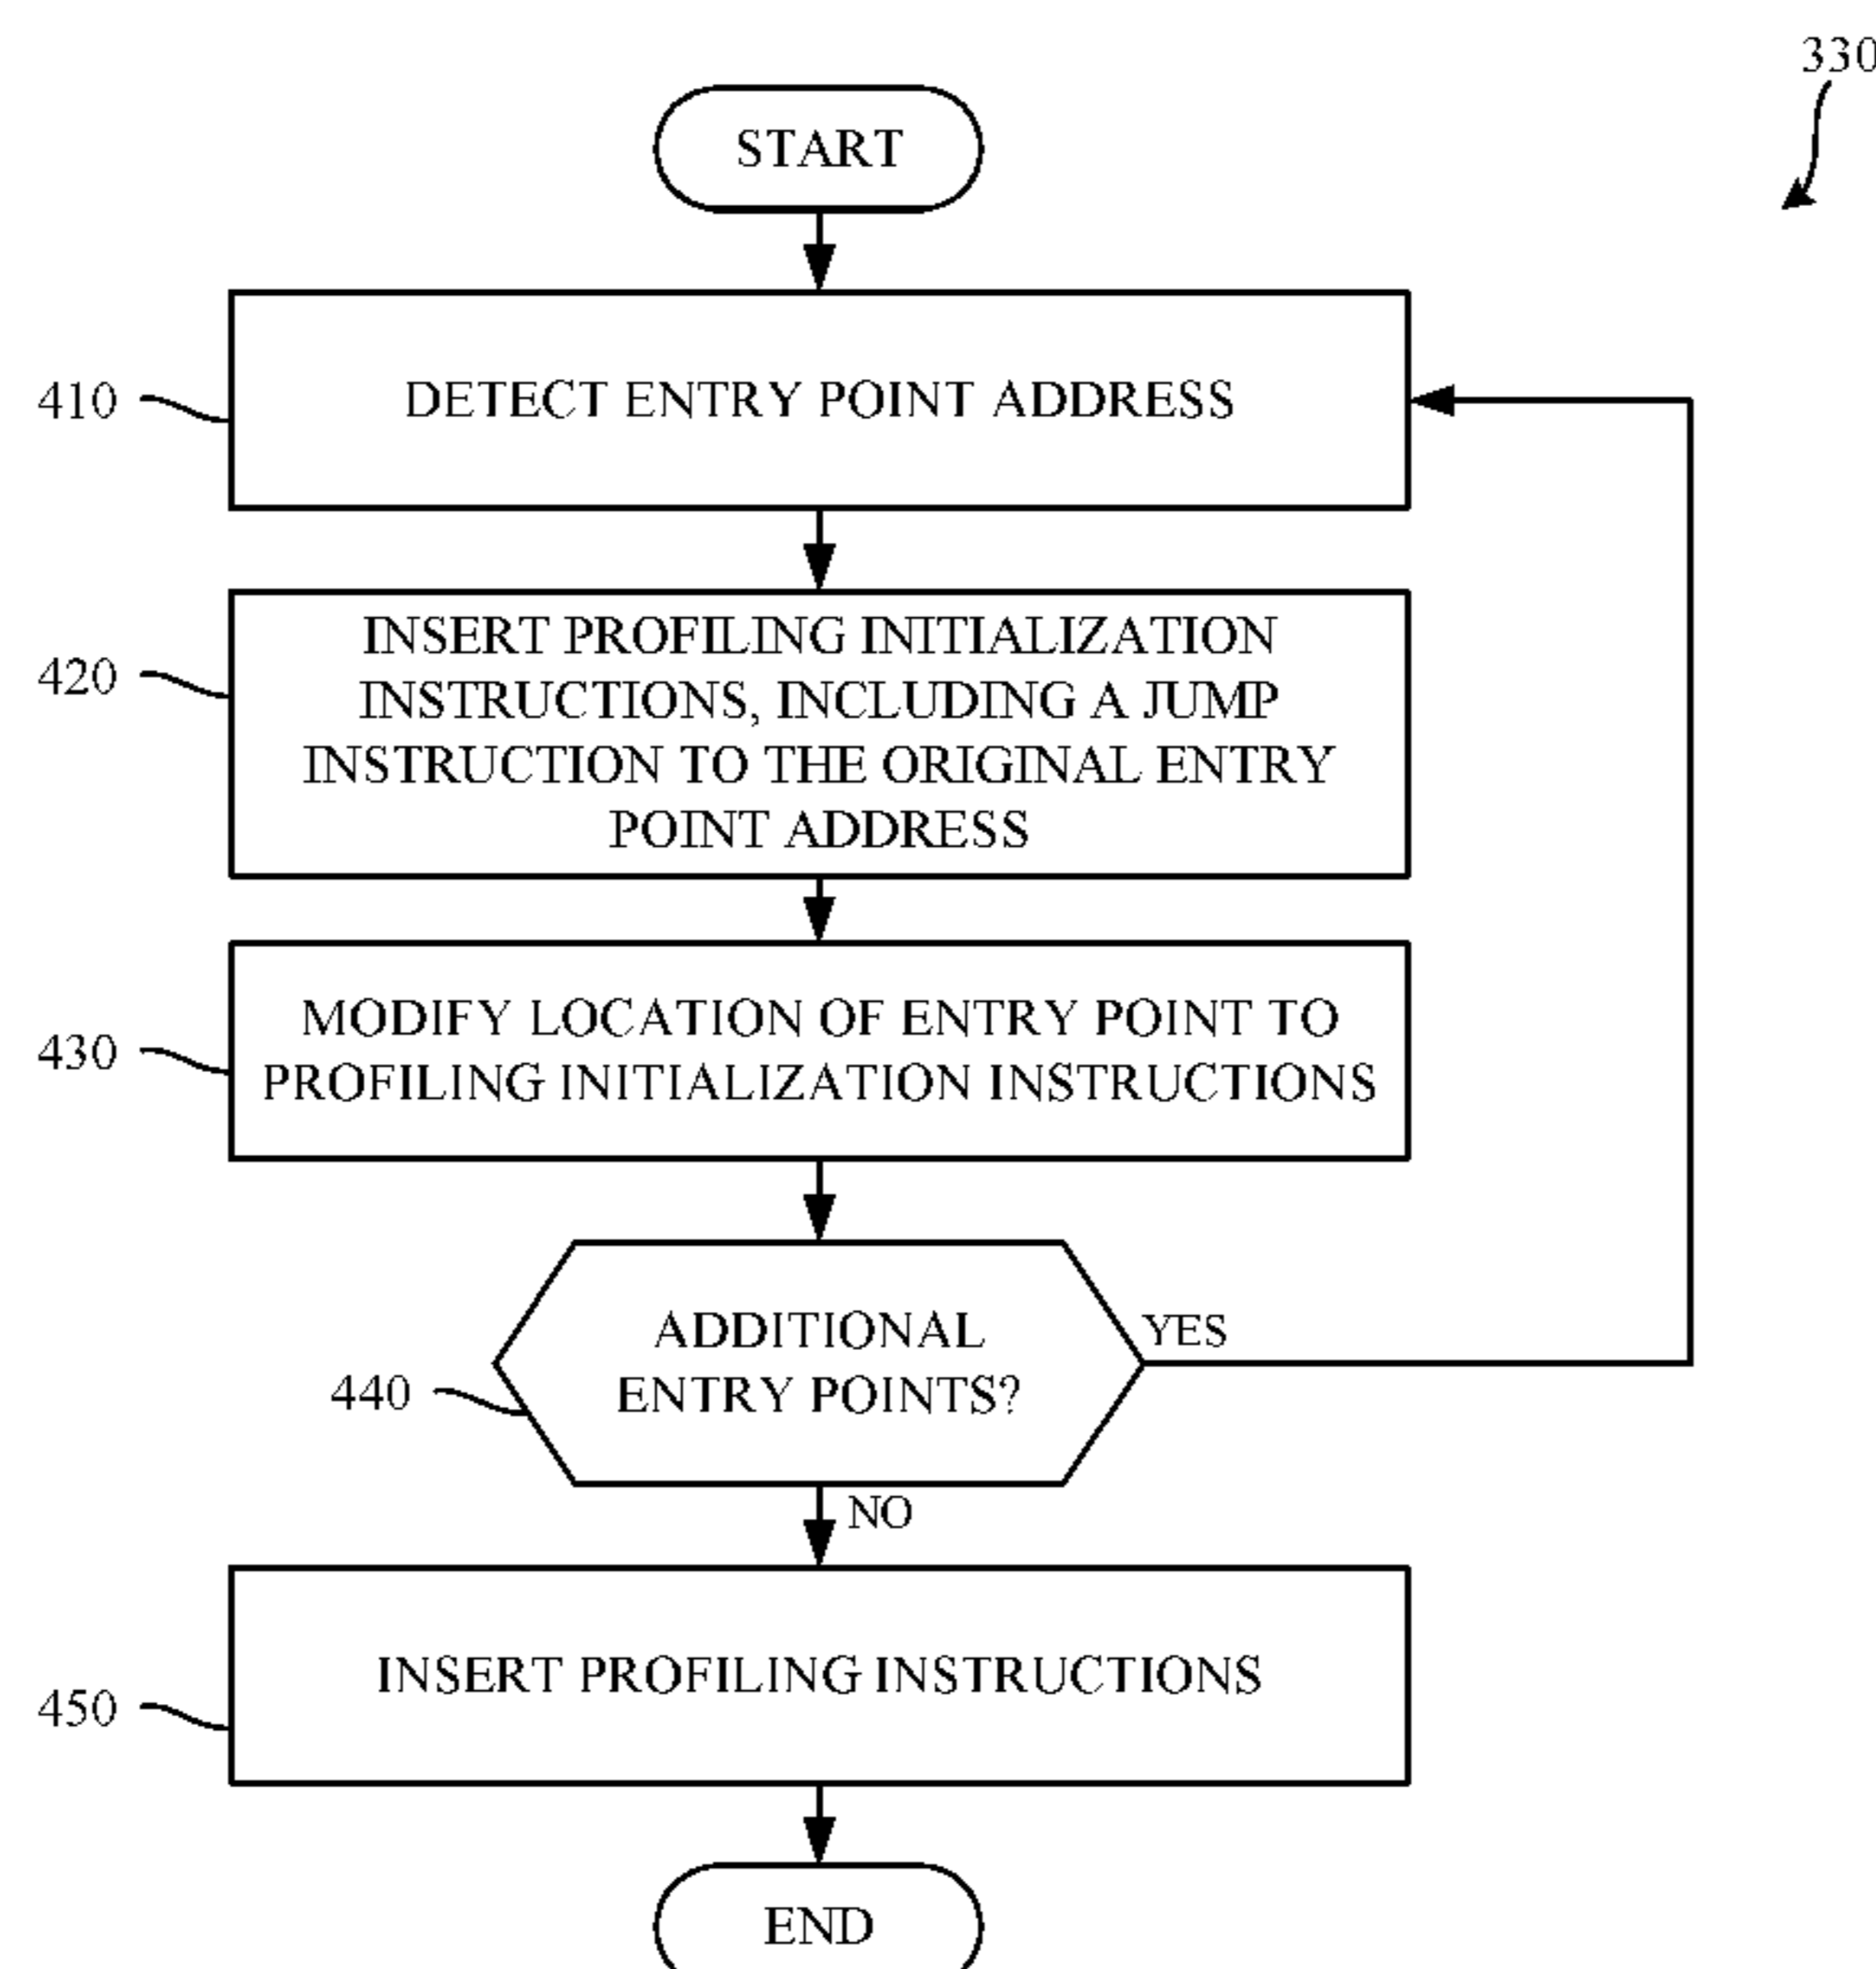 330
START
410
DETECT ENTRY POINT ADDRESS
420
INSERT PROFILING INITIALIZATION
INSTRUCTIONS, INCLUDING A JUMP
INSTRUCTION TO THE ORIGINAL ENTRY
POINT ADDRESS
430
MODIFY LOCATION OF ENTRY POINT TO
PROFILING INITIALIZATION INSTRUCTIONS
440
ADDITIONAL
ENTRY POINTS?
YES
NO
450
INSERT PROFILING INSTRUCTIONS
END